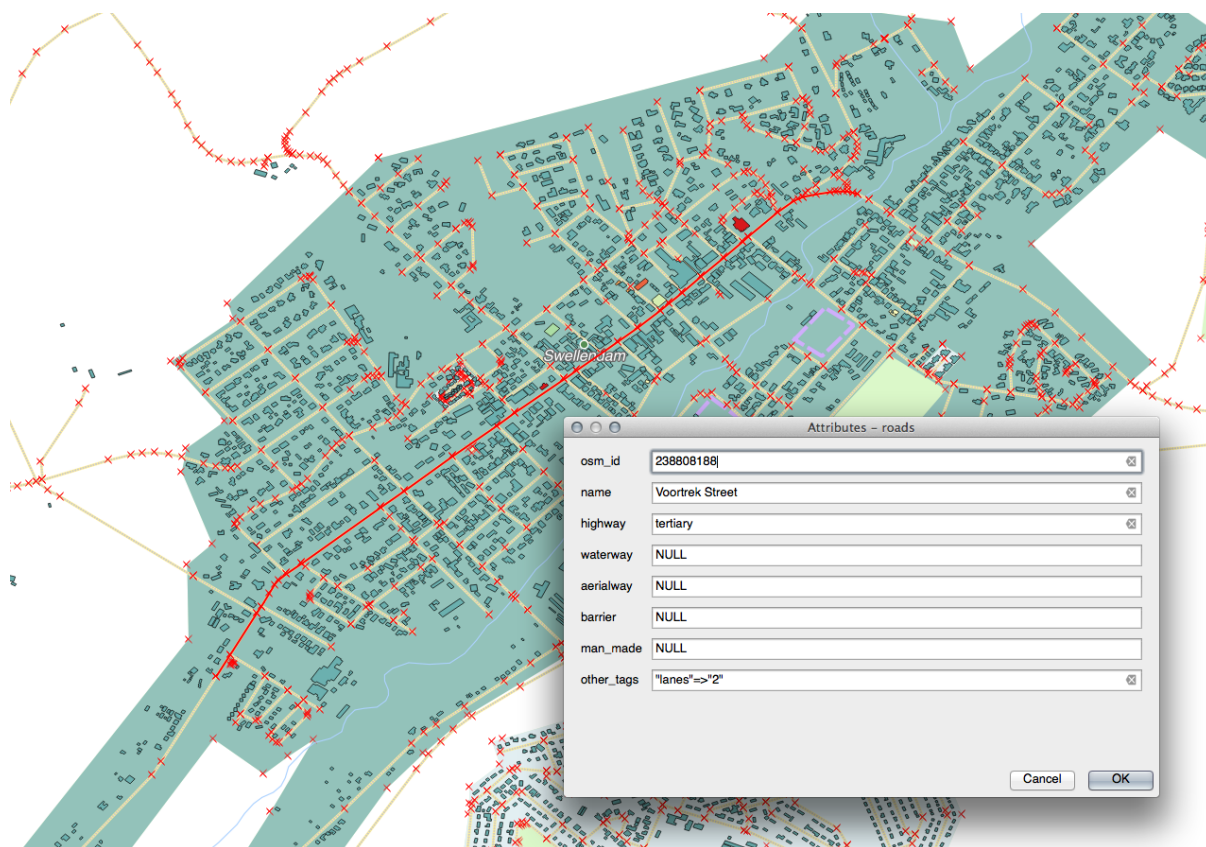 Swellendam
Attributes – roads
osm_id 238808188
name Voortrek Street
highway tertiary
waterway NULL
aerialway NULL
barrier NULL
man_made NULL
other_tags "lanes"=>"2"
Cancel OK